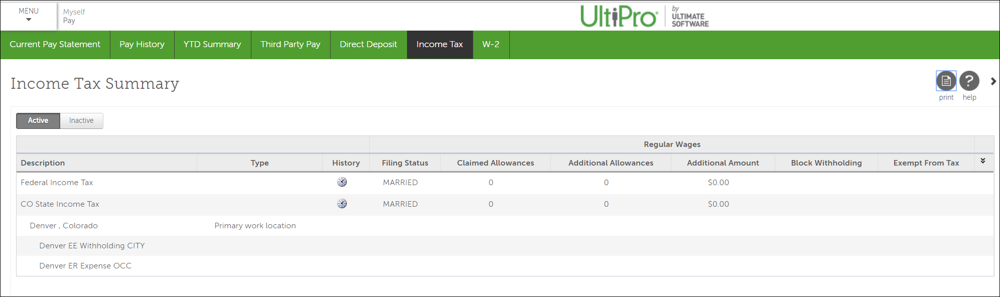 MENU
Myself
Pay
UltiPro® by ULTIMATE SOFTWARE
Current Pay Statement Pay History YTD Summary Third Party Pay Direct Deposit Income Tax W-2
Income Tax Summary
print help
Active Inactive
Regular Wages
Description Type History Filing Status Claimed Allowances Additional Allowances Additional Amount Block Withholding Exempt From Tax
Federal Income Tax MARRIED 0 0 $0.00
CO State Income Tax MARRIED 0 0 $0.00
Denver , Colorado Primary work location
Denver EE Withholding CITY
Denver ER Expense OCC